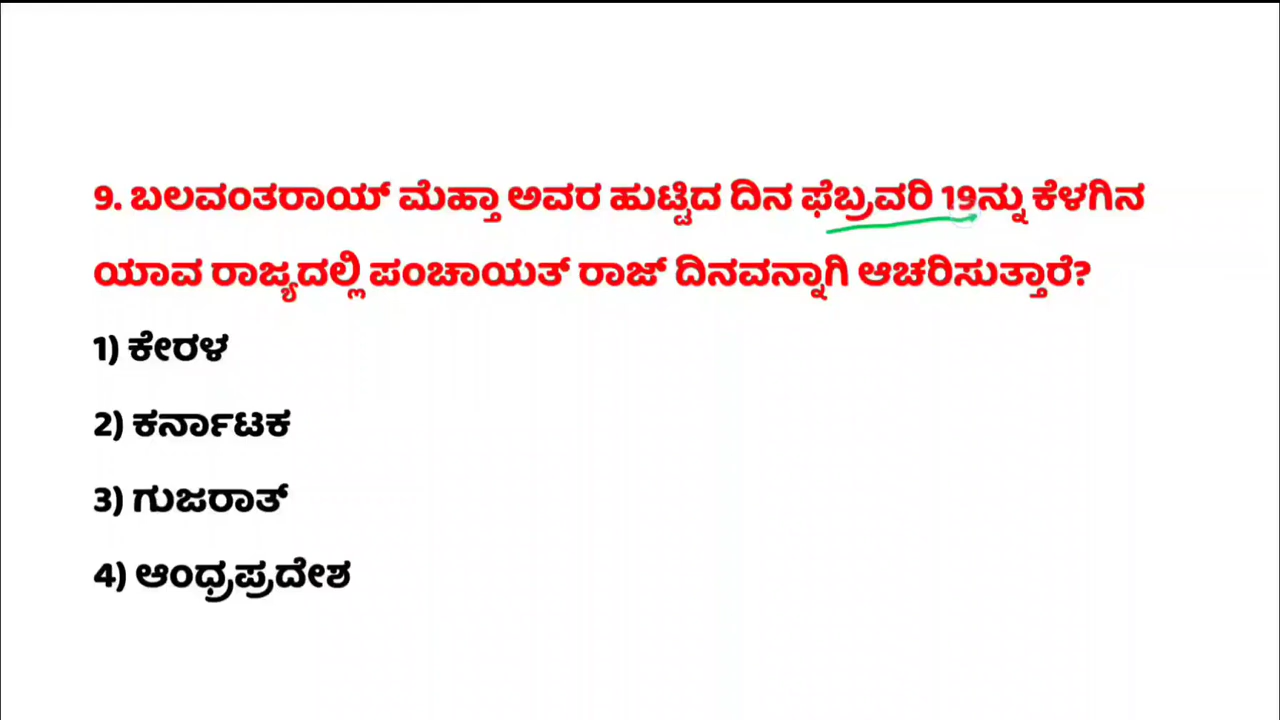 9. ಬಲವಂತರಾಯ್ ಮೆಹ್ತಾ ಅವರ ಹುಟ್ಟಿದ ದಿನ ಫೆಬ್ರವರಿ 19ನ್ನು ಕೆಳಗಿನ
ಯಾವ ರಾಜ್ಯದಲ್ಲಿ ಪಂಚಾಯತ್ ರಾಜ್ ದಿನವನ್ನಾಗಿ ಆಚರಿಸುತ್ತಾರೆ?
1) ಕೇರಳ
2) ಕರ್ನಾಟಕ
3) ಗುಜರಾತ್
4) ಆಂಧ್ರಪ್ರದೇಶ